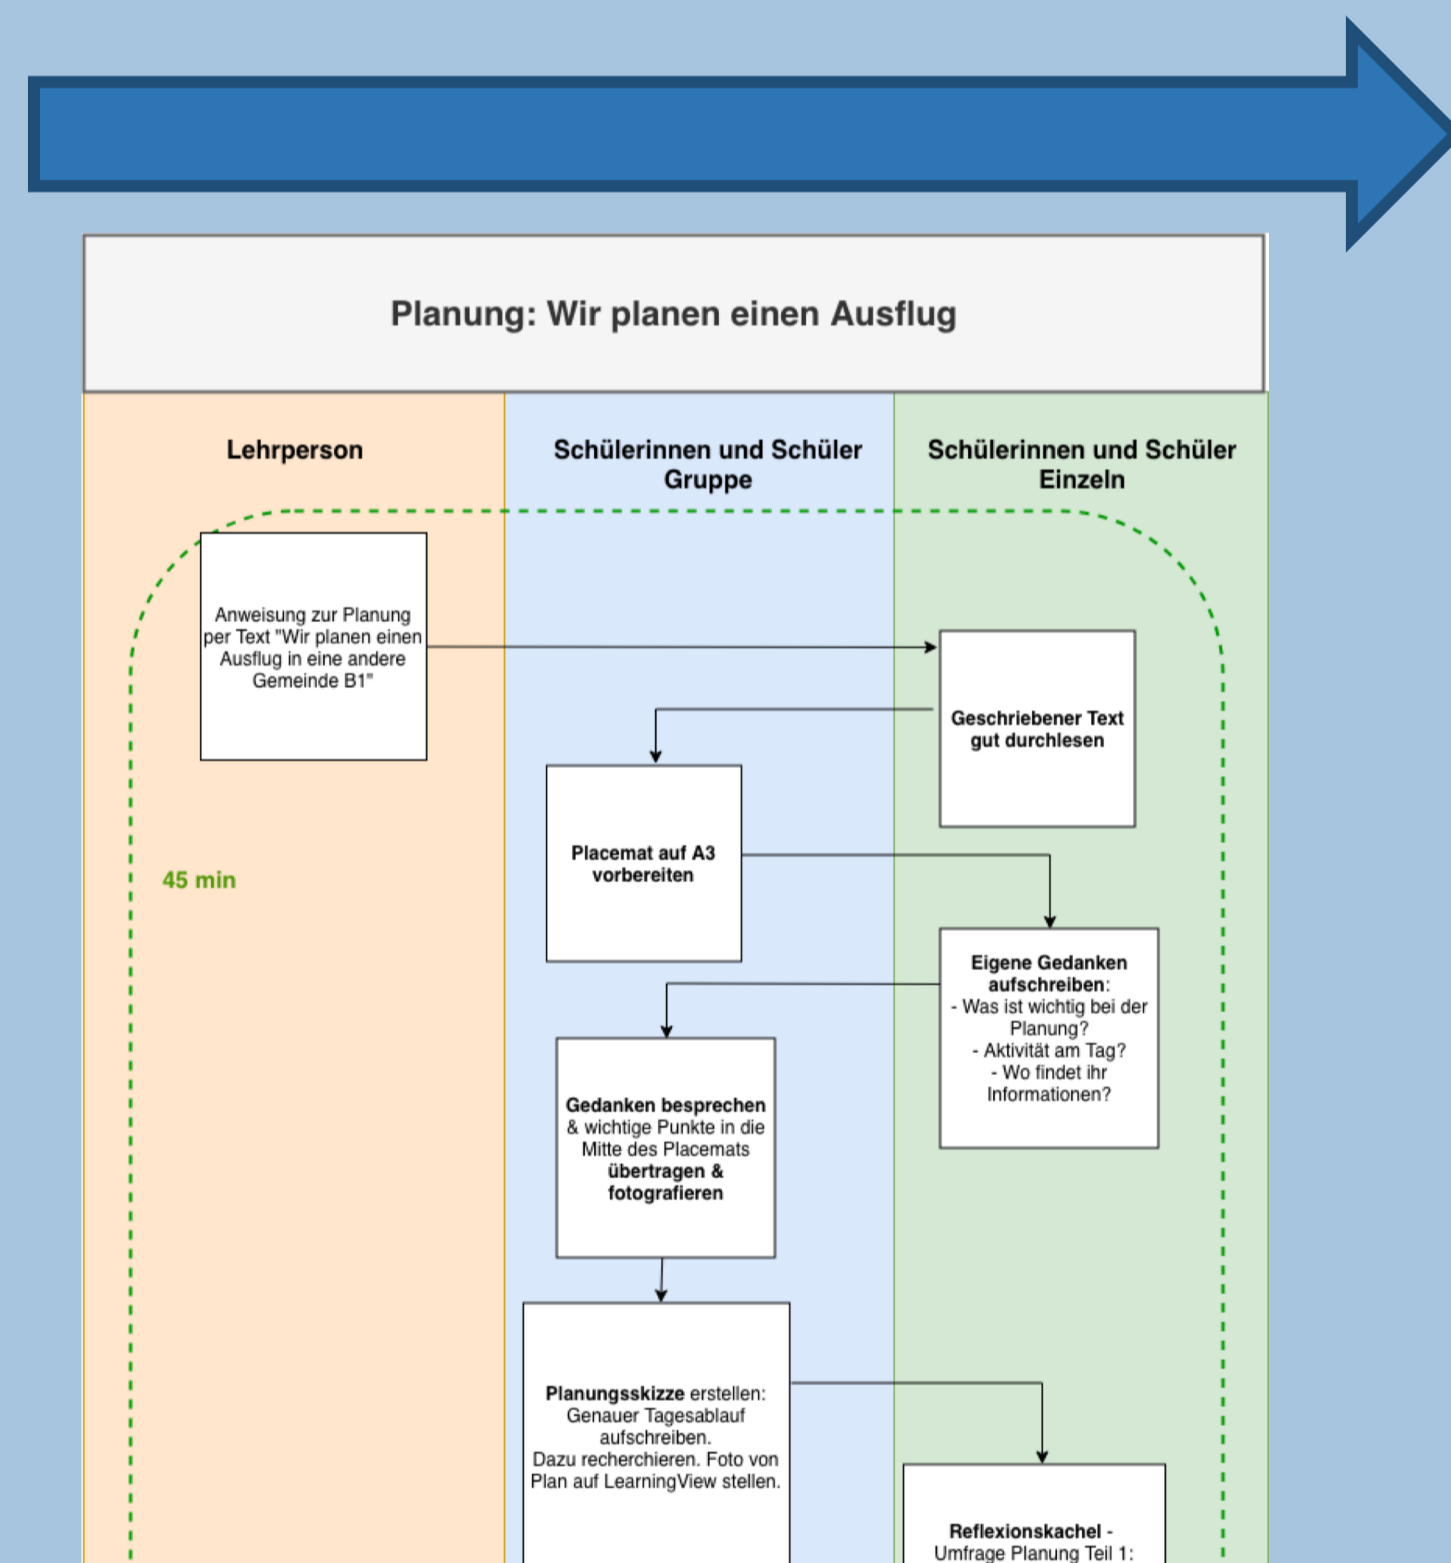 Planung: Wir planen einen Ausflug
Lehrperson
Schülerinnen und Schüler
Gruppe
Schülerinnen und Schüler
Einzeln
Anweisung zur Planung
per Text "Wir planen einen
Ausflug in eine andere
Gemeinde B1"
Geschriebener Text
gut durchlesen
Placemat auf A3
vorbereiten
45 min
Eigene Gedanken
aufschreiben:
- Was ist wichtig bei der
Planung?
- Aktivität am Tag?
- Wo findet ihr
Informationen?
Gedanken besprechen
& wichtige Punkte in die
Mitte des Placemats
übertragen &
fotografieren
Planungsskizze erstellen:
Genauer Tagesablauf
aufschreiben.
Dazu recherchieren. Foto von
Plan auf LearningView stellen.
Reflexionskachel -
Umfrage Planung Teil 1: